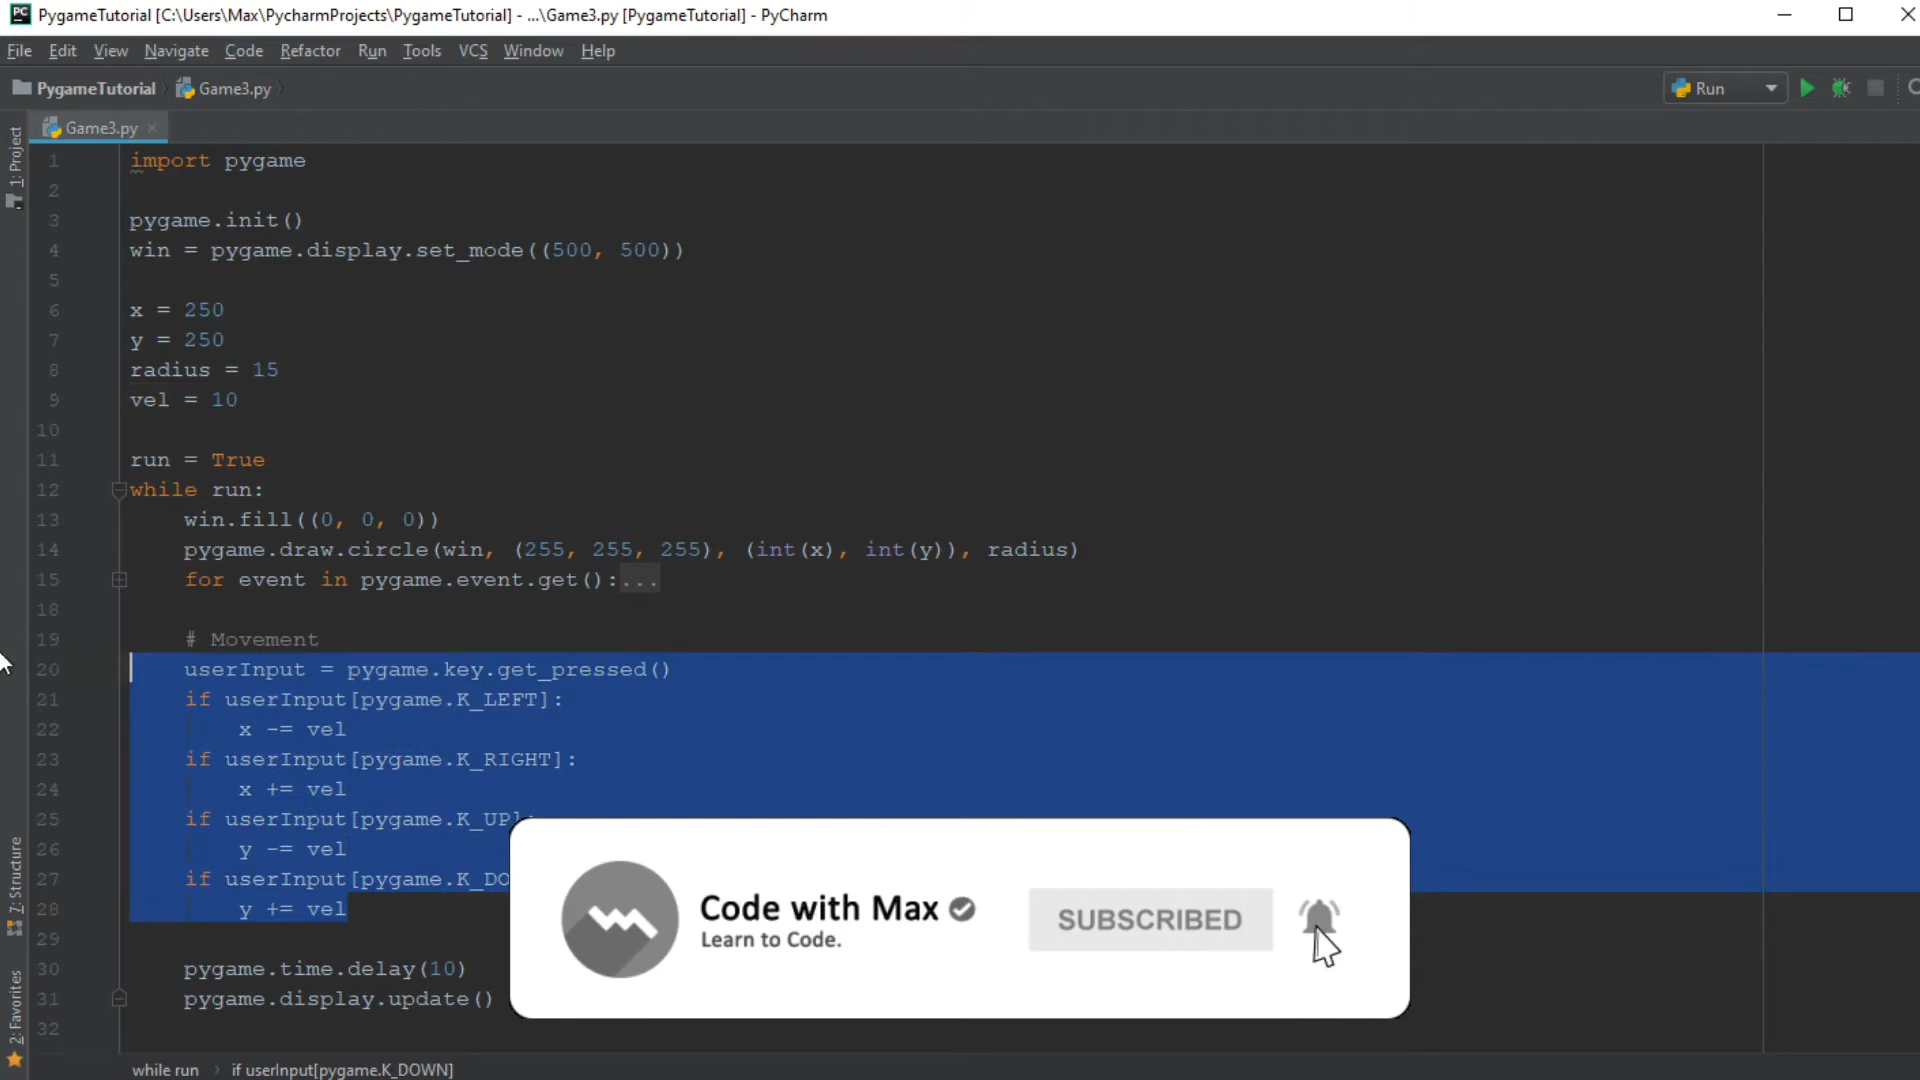 PC PygameTutorial [C:\Users\Max\PycharmProjects\PygameTutorial] - ...\Game3.py [PygameTutorial] - PyCharm
File Edit View Navigate Code Refactor Run Tools VCS Window Help
PygameTutorial Game3.py Run
Game3.py
1: Project
1 import pygame
2
3 pygame.init()
4 win = pygame.display.set_mode((500, 500))
5
6 x = 250
7 y = 250
8 radius = 15
9 vel = 10
10
11 run = True
12 while run:
13 win.fill((0, 0, 0))
14 pygame.draw.circle(win, (255, 255, 255), (int(x), int(y)), radius)
15 for event in pygame.event.get():...
18
19 # Movement
20 userInput = pygame.key.get_pressed()
21 if userInput[pygame.K_LEFT]:
22 x -= vel
23 if userInput[pygame.K_RIGHT]:
24 x += vel
25 if userInput[pygame.K_UP]:
26 y -= vel
27 if userInput[pygame.K_DO
28 y += vel
29
30 pygame.time.delay(10)
31 pygame.display.update()
32
7: Structure
2: Favorites
Code with Max
Learn to Code.
SUBSCRIBED
while run if userInput[pygame.K_DOWN]